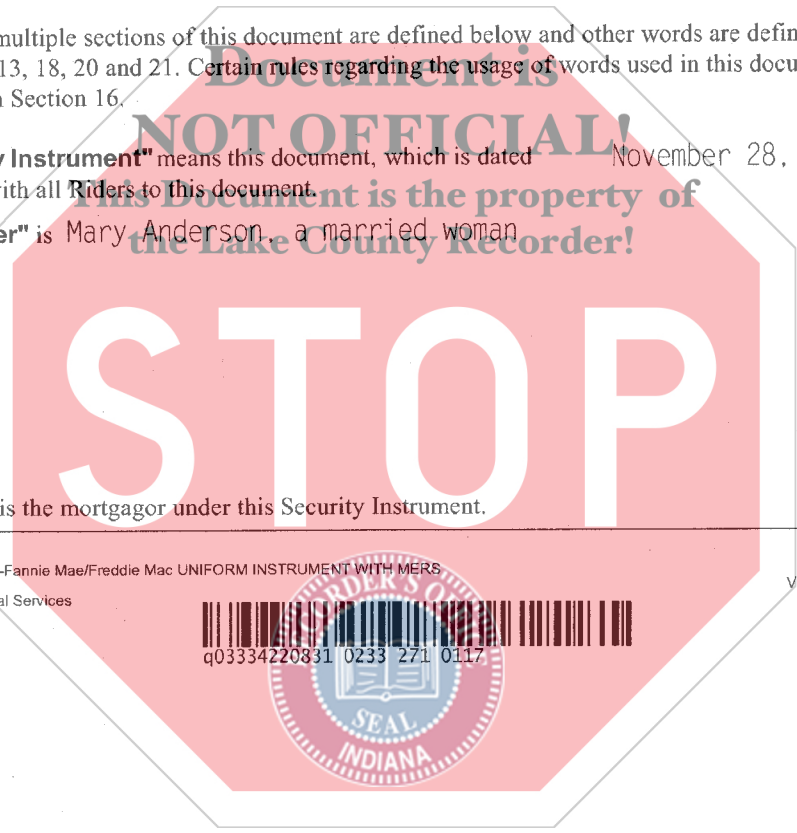 multiple sections of this document are defined below and other words are defin
13, 18, 20 and 21. Certain rules regarding the usage of words used in this docu
Section 16.
Document is
NOT OFFICIAL!
This Document is the property of
the Lake County Recorder!
Instrument" means this document, which is dated November 28,
with all Riders to this document.
er" is Mary Anderson, a married woman
STOP
is the mortgagor under this Security Instrument.
-Fannie Mae/Freddie Mac UNIFORM INSTRUMENT WITH MERS
al Services
q03334220831 0233 271 0117
RECORDER'S OFFICE
SEAL
INDIANA